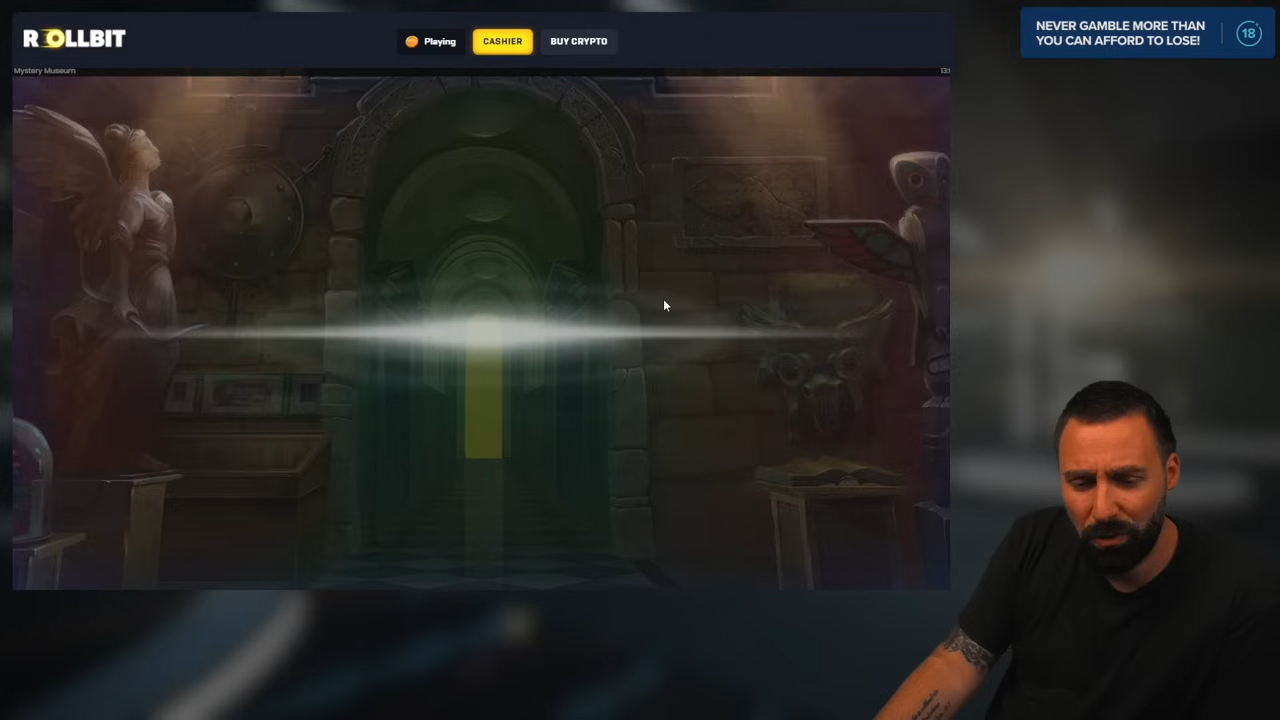 ROLLBIT
Playing
CASHIER
BUY CRYPTO
NEVER GAMBLE MORE THAN
YOU CAN AFFORD TO LOSE!
18+
Mystery Museum